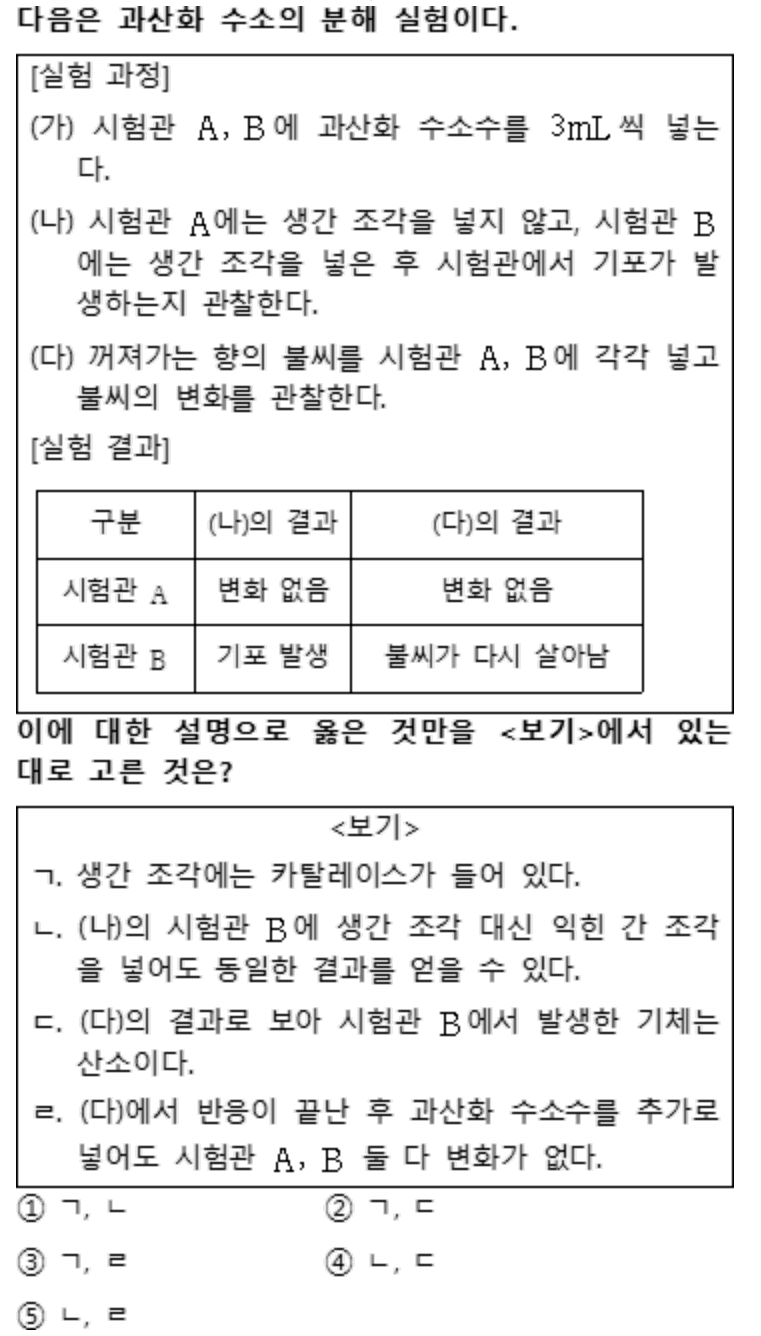 다음은 과산화 수소의 분해 실험이다.
[실험 과정]
(가) 시험관 A, B에 과산화 수소수를 3mL씩 넣는
다.
(나) 시험관 A에는 생간 조각을 넣지 않고, 시험관 B
에는 생간 조각을 넣은 후 시험관에서 기포가 발
생하는지 관찰한다.
(다) 꺼져가는 향의 불씨를 시험관 A, B에 각각 넣고
불씨의 변화를 관찰한다.
[실험 결과]
구분 (나)의 결과 (다)의 결과
시험관 A 변화 없음 변화 없음
시험관 B 기포 발생 불씨가 다시 살아남
이에 대한 설명으로 옳은 것만을 <보기>에서 있는
대로 고른 것은?
<보기>
ㄱ. 생간 조각에는 카탈레이스가 들어 있다.
ㄴ. (나)의 시험관 B에 생간 조각 대신 익힌 간 조각
을 넣어도 동일한 결과를 얻을 수 있다.
ㄷ. (다)의 결과로 보아 시험관 B에서 발생한 기체는
산소이다.
ㄹ. (다)에서 반응이 끝난 후 과산화 수소수를 추가로
넣어도 시험관 A, B 둘 다 변화가 없다.
① ㄱ, ㄴ ② ㄱ, ㄷ
③ ㄱ, ㄹ ④ ㄴ, ㄷ
⑤ ㄴ, ㄹ